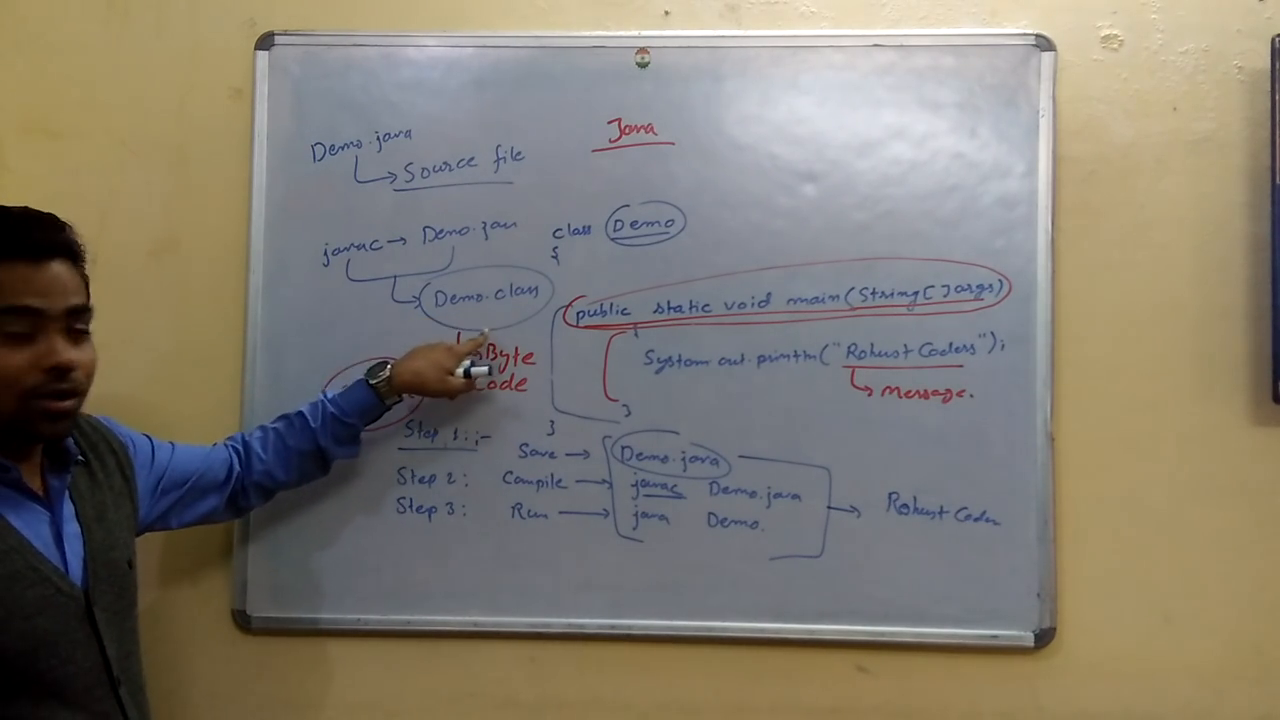 Java
Demo.java
Source file
javac → Demo.jav
Demo.class
Byte
Code
class Demo
{
public static void main(String[]args)
{
System.out.println("Robust Coders");
message.
}
}
Step 1:-
Save → Demo.java
Step 2: Compile → javac Demo.java
Step 3: Run → java Demo.
Robust Coder